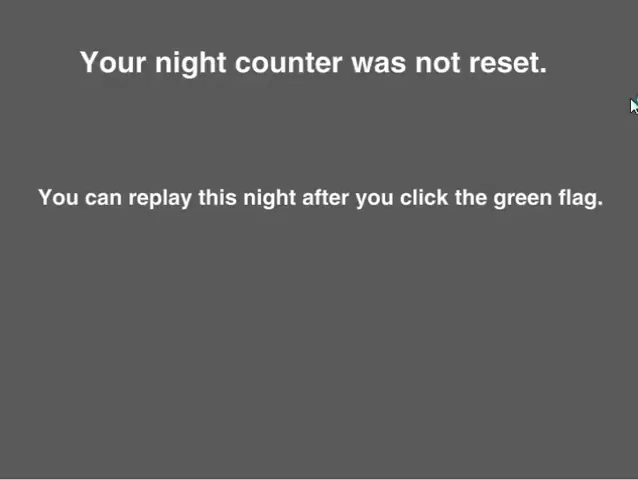 Your night counter was not reset.
You can replay this night after you click the green flag.